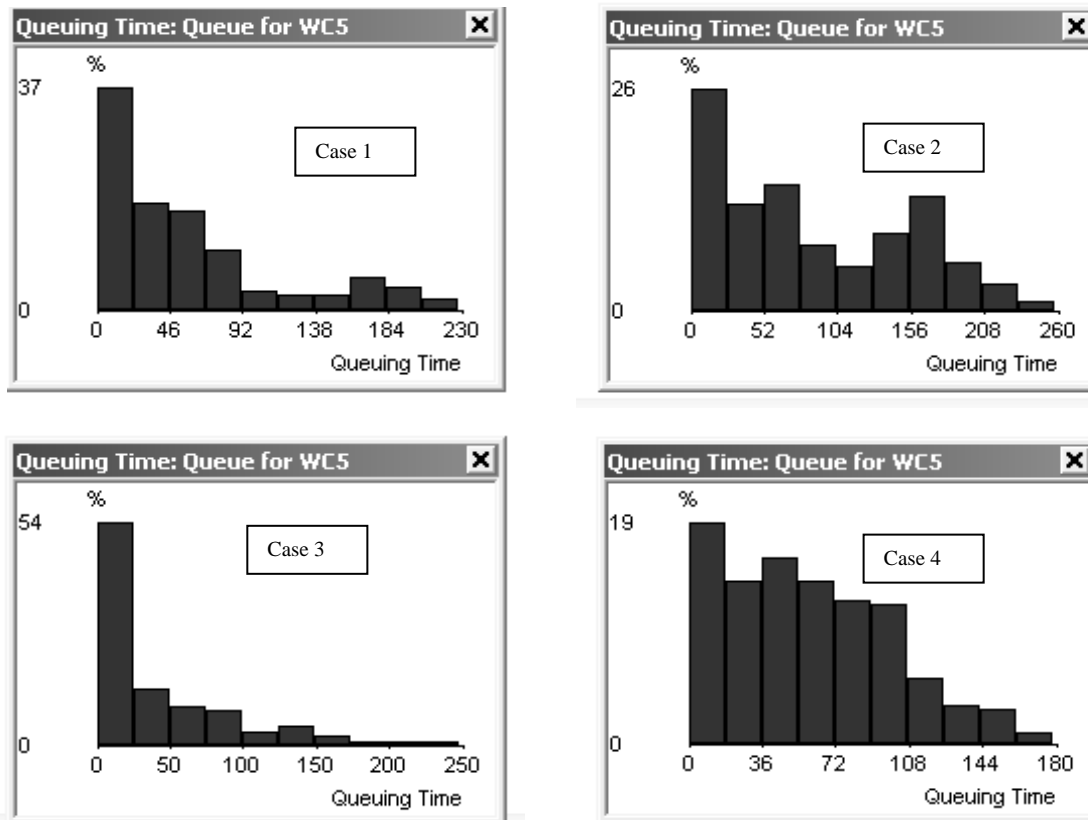 Queuing Time: Queue for WC5
%
37
Case 1
0
0 46 92 138 184 230
Queuing Time
Queuing Time: Queue for WC5
%
26
Case 2
0
0 52 104 156 208 260
Queuing Time
Queuing Time: Queue for WC5
%
54
Case 3
0
0 50 100 150 200 250
Queuing Time
Queuing Time: Queue for WC5
%
19
Case 4
0
0 36 72 108 144 180
Queuing Time